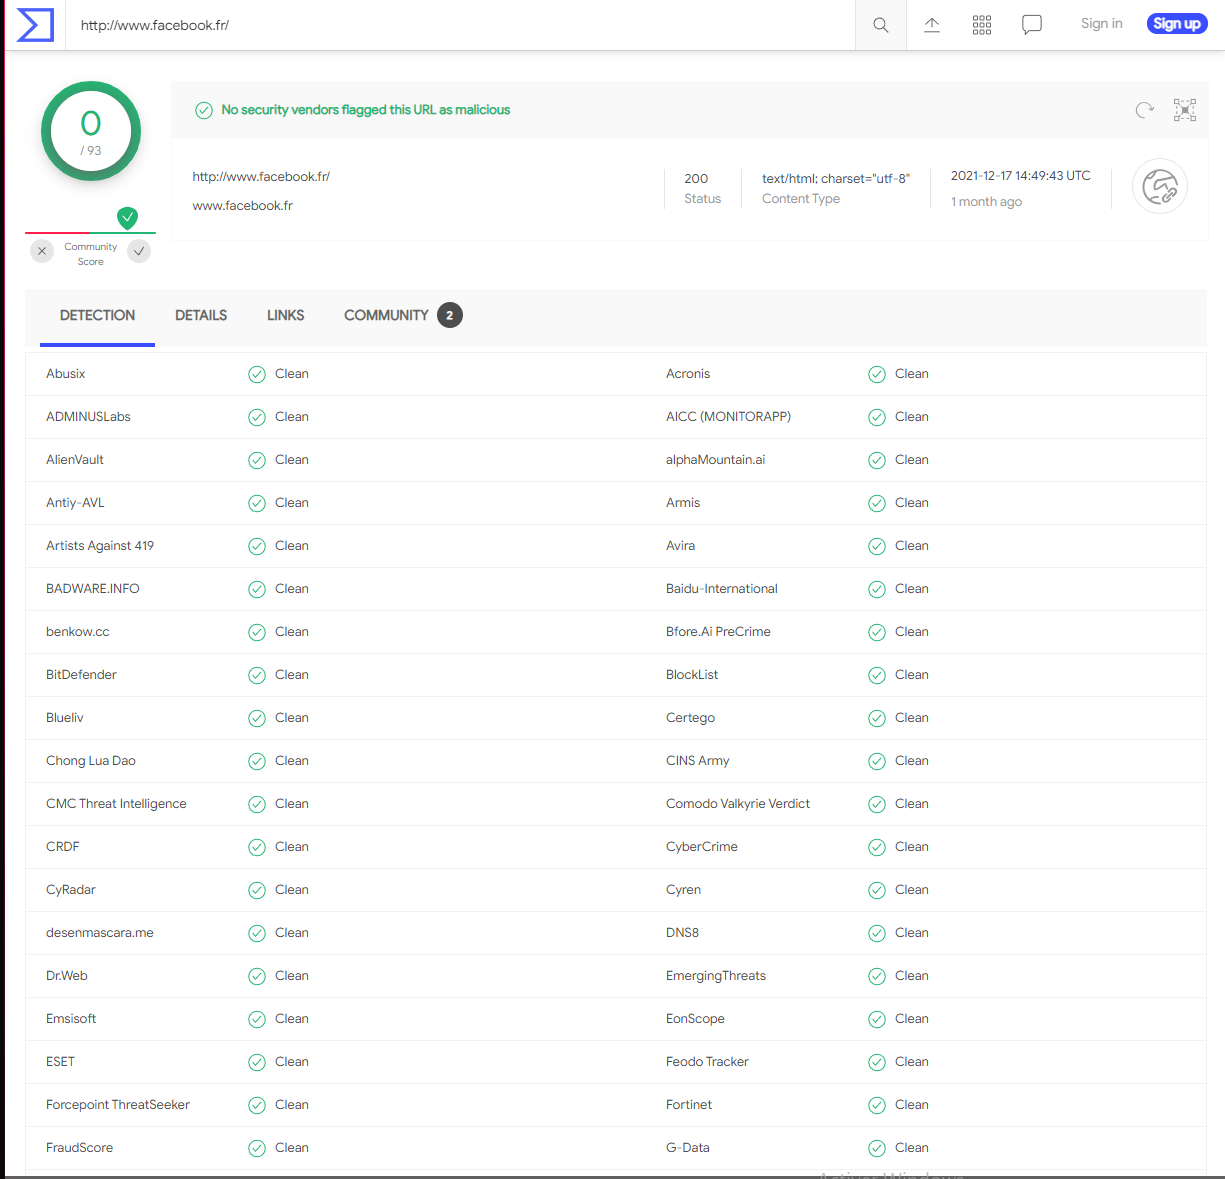 http://www.facebook.fr/
Sign in
Sign up
0
/ 93
Community
Score
No security vendors flagged this URL as malicious
http://www.facebook.fr/
www.facebook.fr
200
Status
text/html; charset="utf-8"
Content Type
2021-12-17 14:49:43 UTC
1 month ago
DETECTION DETAILS LINKS COMMUNITY 2
Abusix Clean Acronis Clean
ADMINUSLabs Clean AICC (MONITORAPP) Clean
AlienVault Clean alphaMountain.ai Clean
Antiy-AVL Clean Armis Clean
Artists Against 419 Clean Avira Clean
BADWARE.INFO Clean Baidu-International Clean
benkow.cc Clean Bfore.Ai PreCrime Clean
BitDefender Clean BlockList Clean
Blueliv Clean Certego Clean
Chong Lua Dao Clean CINS Army Clean
CMC Threat Intelligence Clean Comodo Valkyrie Verdict Clean
CRDF Clean CyberCrime Clean
CyRadar Clean Cyren Clean
desenmascara.me Clean DNS8 Clean
Dr.Web Clean EmergingThreats Clean
Emsisoft Clean EonScope Clean
ESET Clean Feodo Tracker Clean
Forcepoint ThreatSeeker Clean Fortinet Clean
FraudScore Clean G-Data Clean